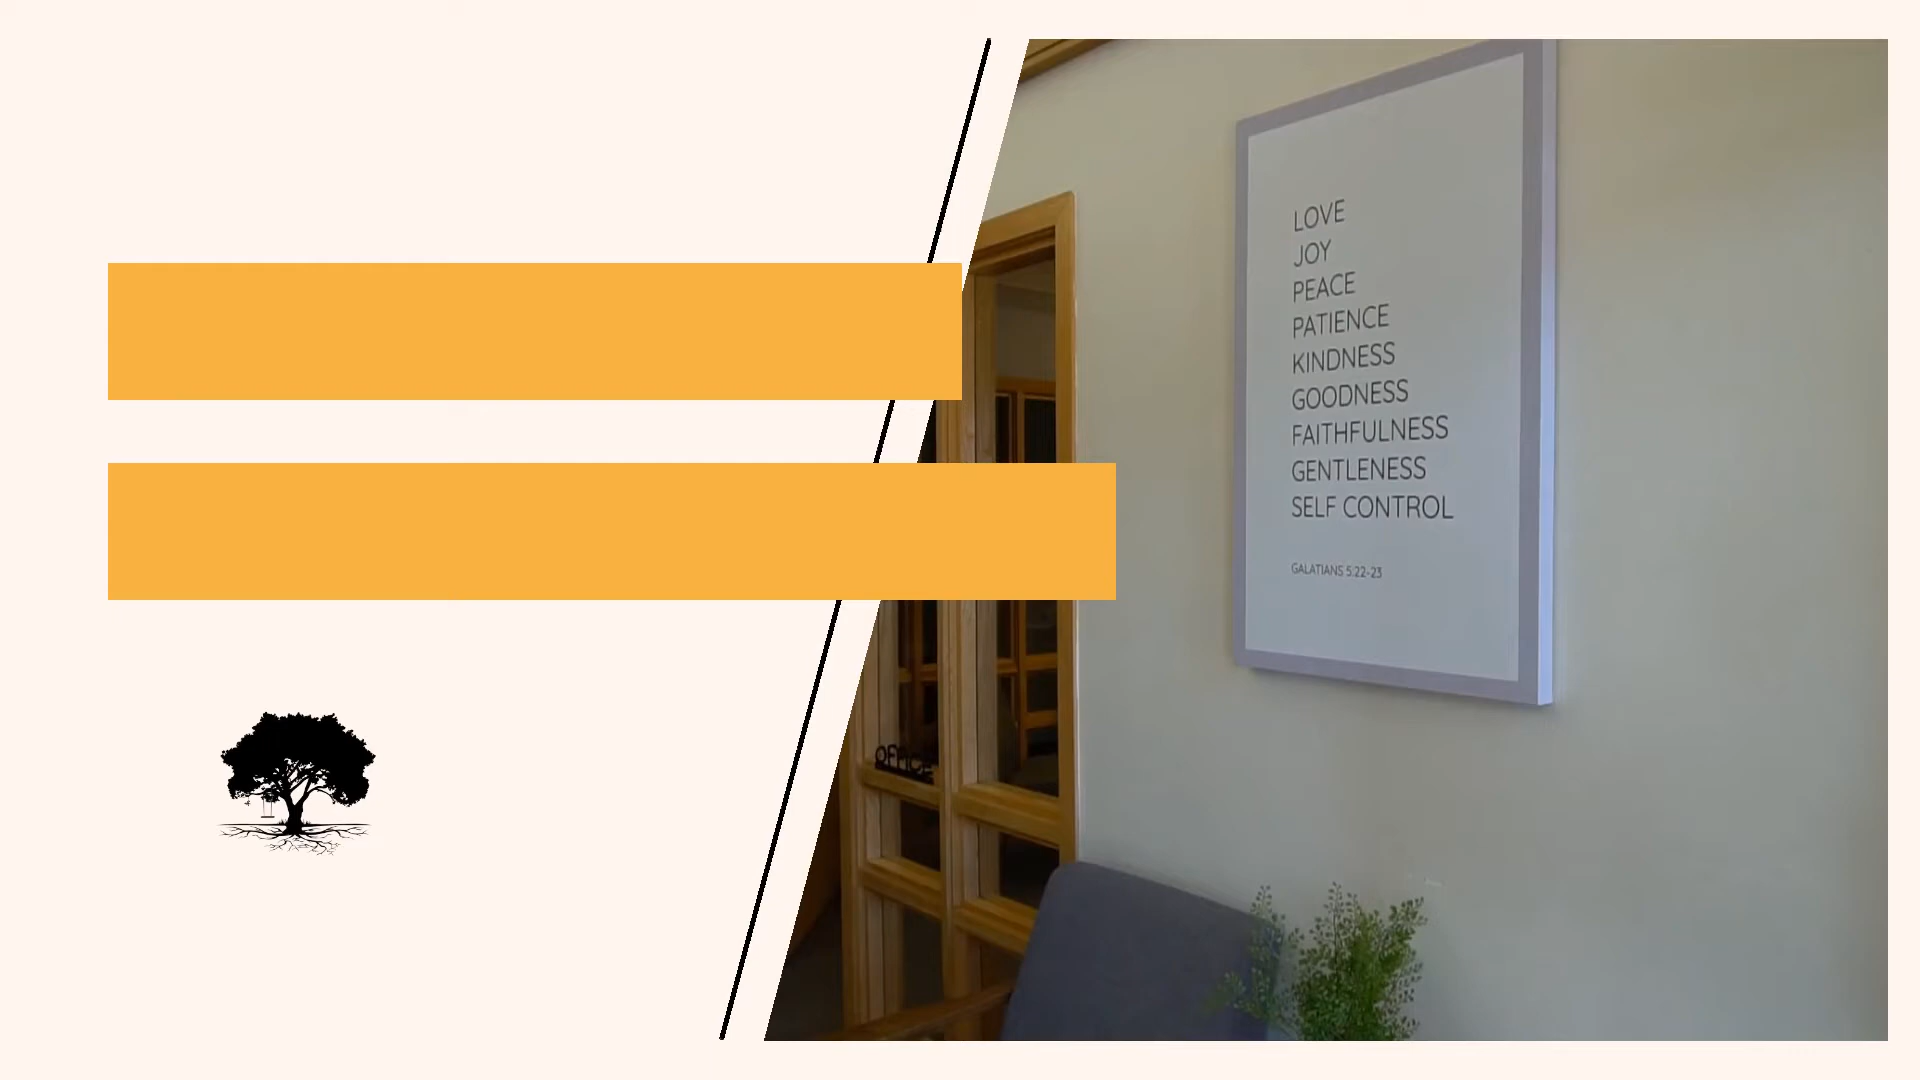 LOVE
JOY
PEACE
PATIENCE
KINDNESS
GOODNESS
FAITHFULNESS
GENTLENESS
SELF CONTROL
GALATIANS 5:22-23
OFFICE